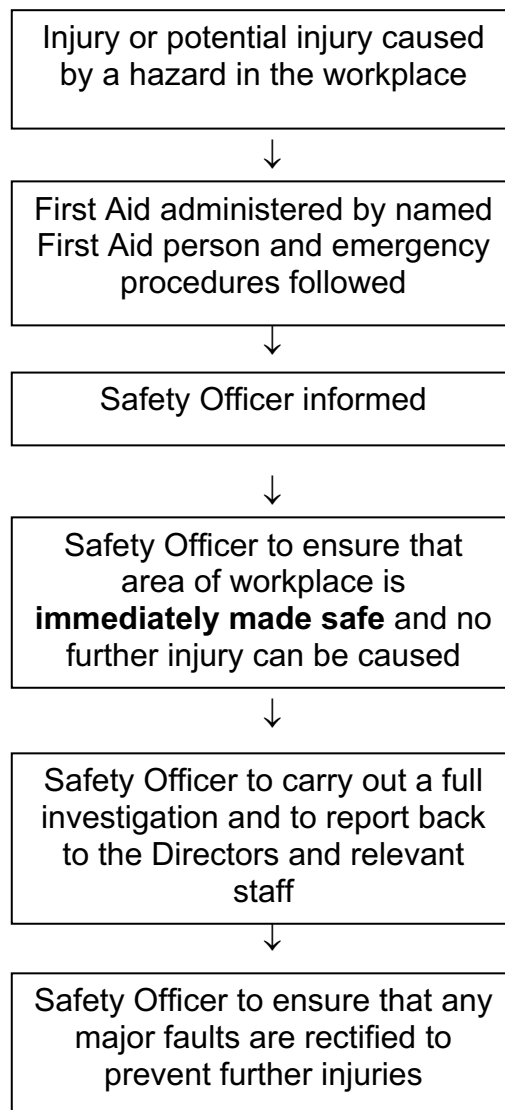 Injury or potential injury caused
by a hazard in the workplace
↓
First Aid administered by named
First Aid person and emergency
procedures followed
↓
Safety Officer informed
↓
Safety Officer to ensure that
area of workplace is
immediately made safe and no
further injury can be caused
↓
Safety Officer to carry out a full
investigation and to report back
to the Directors and relevant
staff
↓
Safety Officer to ensure that any
major faults are rectified to
prevent further injuries